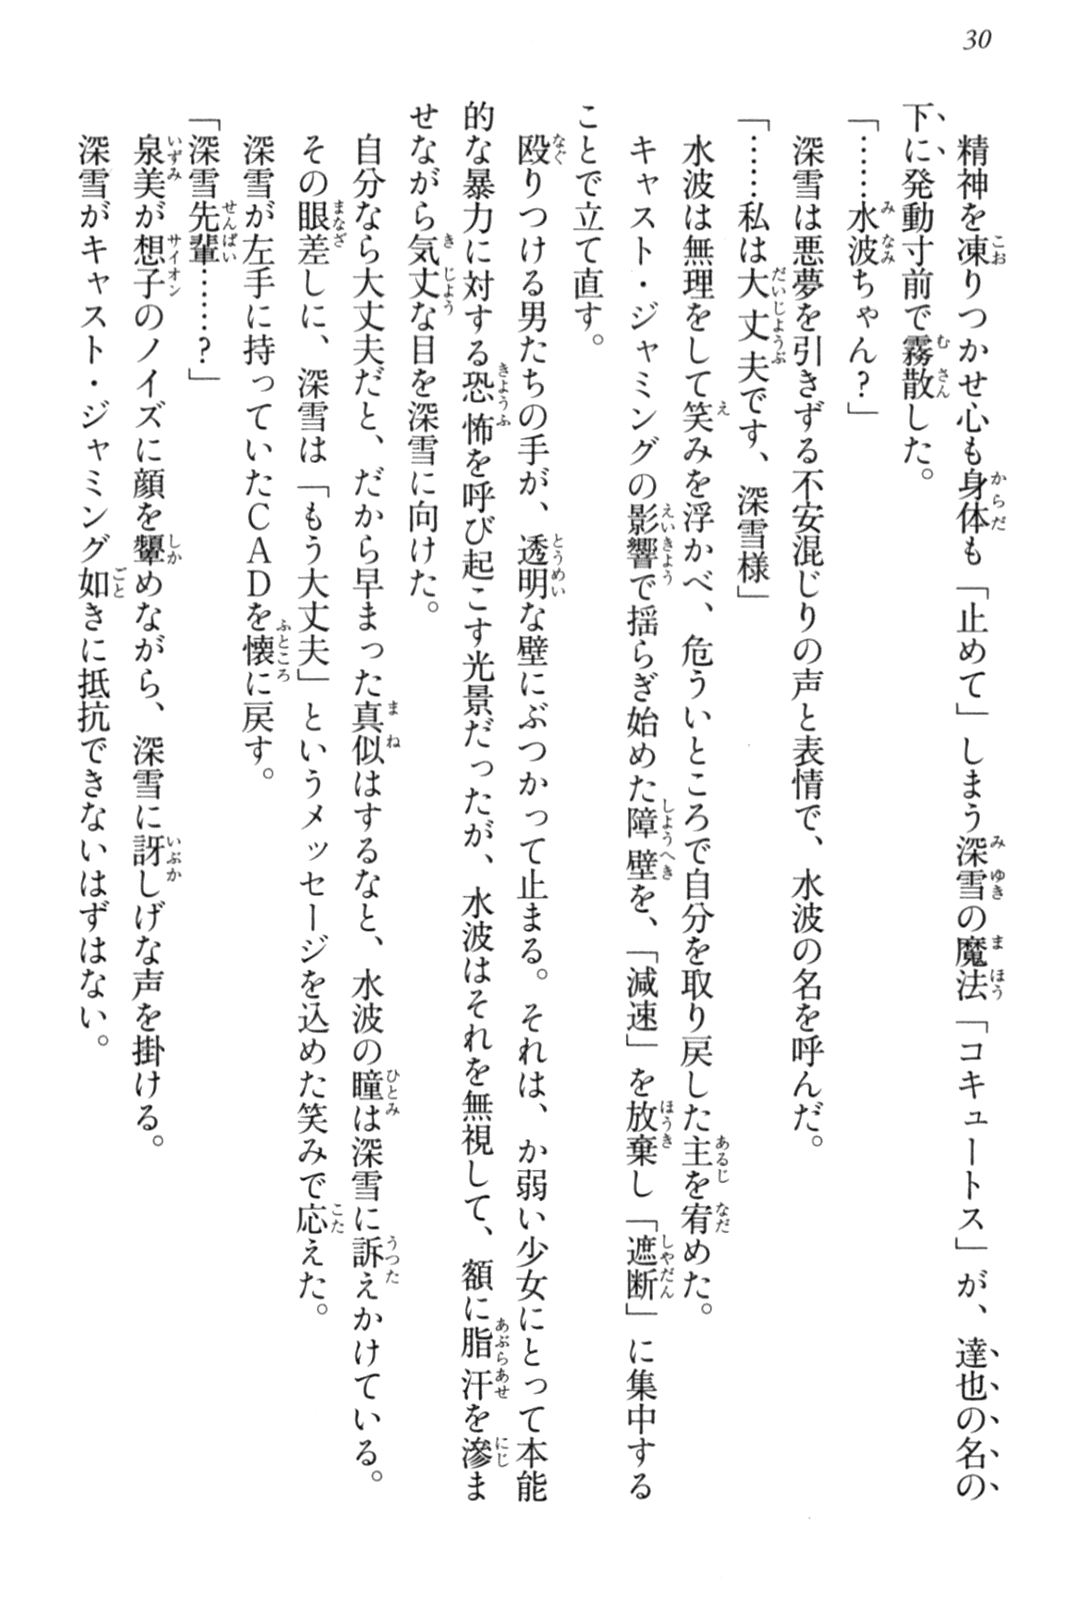 30
精神を凍りつかせ心も身体も「止めて」しまう深雪の魔法「コキュートス」が、達也の名の
下に発動寸前で霧散した。
「……水波ちゃん？」
深雪は悪夢を引きずる不安混じりの声と表情で、水波の名を呼んだ。
「……私は大丈夫です、深雪様」
水波は無理をして笑みを浮かべ、危ういところで自分を取り戻した主を宥めた。
キャスト・ジャミングの影響で揺らぎ始めた障壁を、「減速」を放棄し「遮断」に集中する
ことで立て直す。
殴りつける男たちの手が、透明な壁にぶつかって止まる。それは、か弱い少女にとって本能
的な暴力に対する恐怖を呼び起こす光景だったが、水波はそれを無視して、額に脂汗を滲ま
せながら気丈な目を深雪に向けた。
自分なら大丈夫だと、だから早まった真似はするなと、水波の瞳は深雪に訴えかけている。
その眼差しに、深雪は「もう大丈夫」というメッセージを込めた笑みで応えた。
深雪が左手に持っていたＣＡＤを懐に戻す。
「深雪先輩……？」
泉美が想子のノイズに顔を顰めながら、深雪に訝しげな声を掛ける。
深雪がキャスト・ジャミング如きに抵抗できないはずはない。